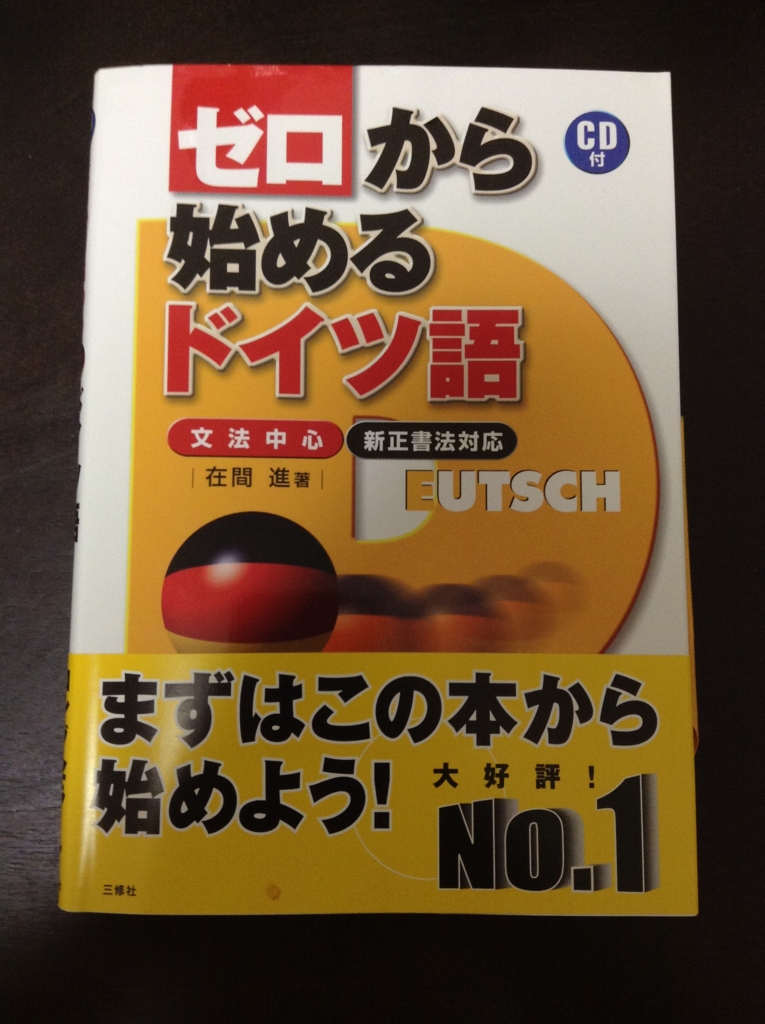 ゼロから
CD
付
始める
ドイツ語
文法中心 新正書法対応
在間 進著
DEUTSCH
まずはこの本から
始めよう!
大好評!
No.1
三修社